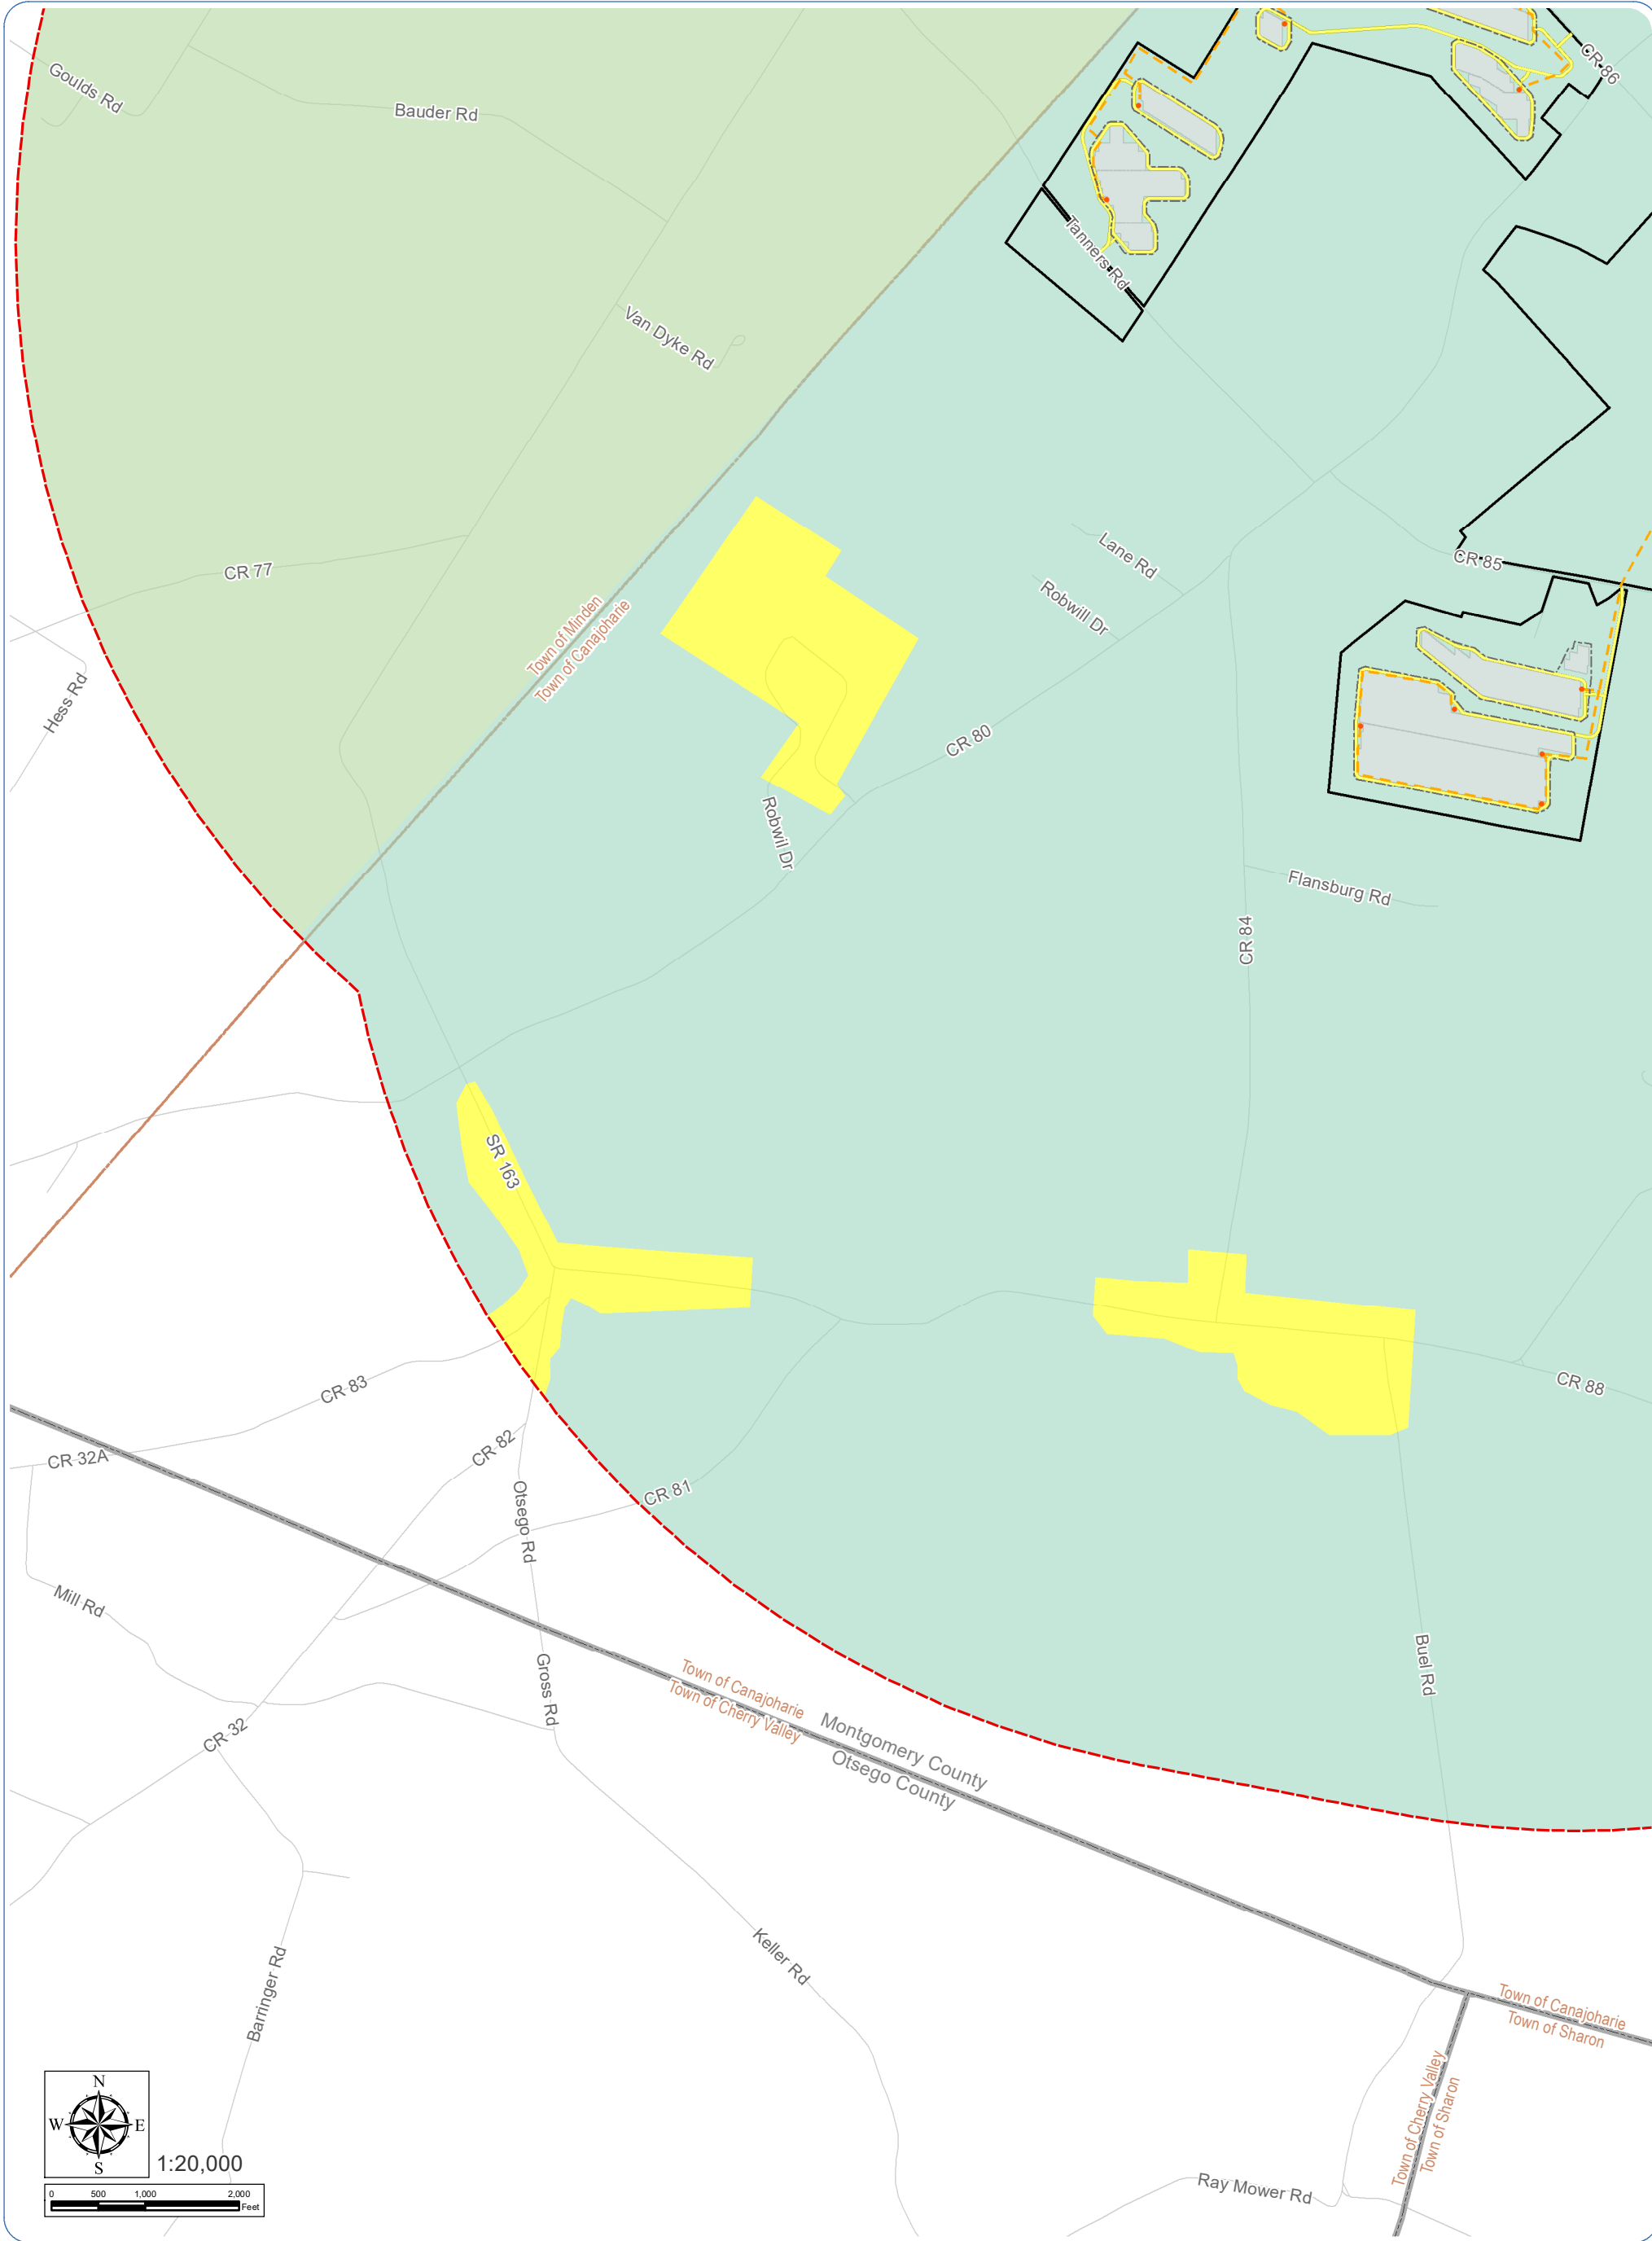 CR 86
Goulds Rd
Bauder Rd
Tanners Rd
Van Dyke Rd
Lane Rd
CR 85
CR 77
Robwill Dr
Town of Minden
Town of Canajoharie
Hess Rd
CR 80
Robwil Dr
Flansburg Rd
CR 84
SR 163
CR 83
CR 88
CR 82
CR 32A
CR 81
Otsego Rd
Mill Rd
Buel Rd
Gross Rd
Town of Canajoharie
Town of Cherry Valley
Montgomery County
Otsego County
CR 32
Keller Rd
Barringer Rd
Town of Canajoharie
Town of Sharon
Town of Cherry Valley
Town of Sharon
N
W E
S
1:20,000
Ray Mower Rd
0 500 1,000 2,000
Feet